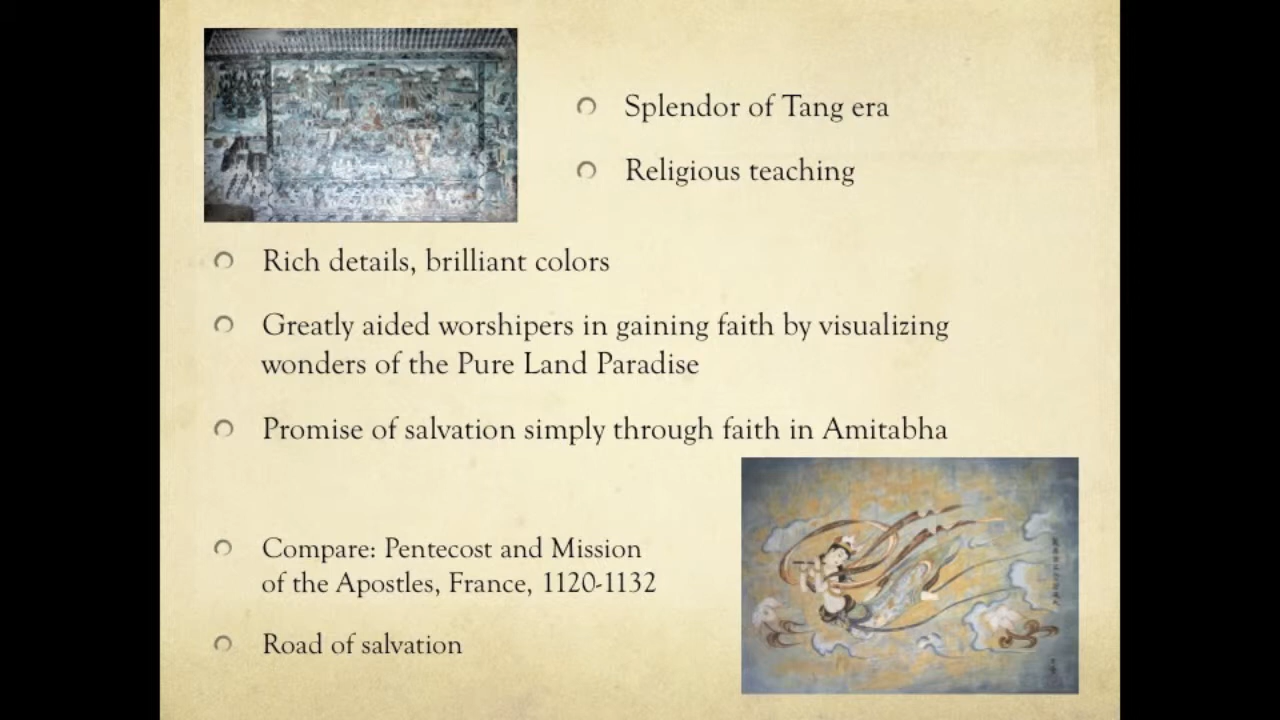 Splendor of Tang era
Religious teaching
Rich details, brilliant colors
Greatly aided worshipers in gaining faith by visualizing
wonders of the Pure Land Paradise
Promise of salvation simply through faith in Amitabha
Compare: Pentecost and Mission
of the Apostles, France, 1120-1132
Road of salvation